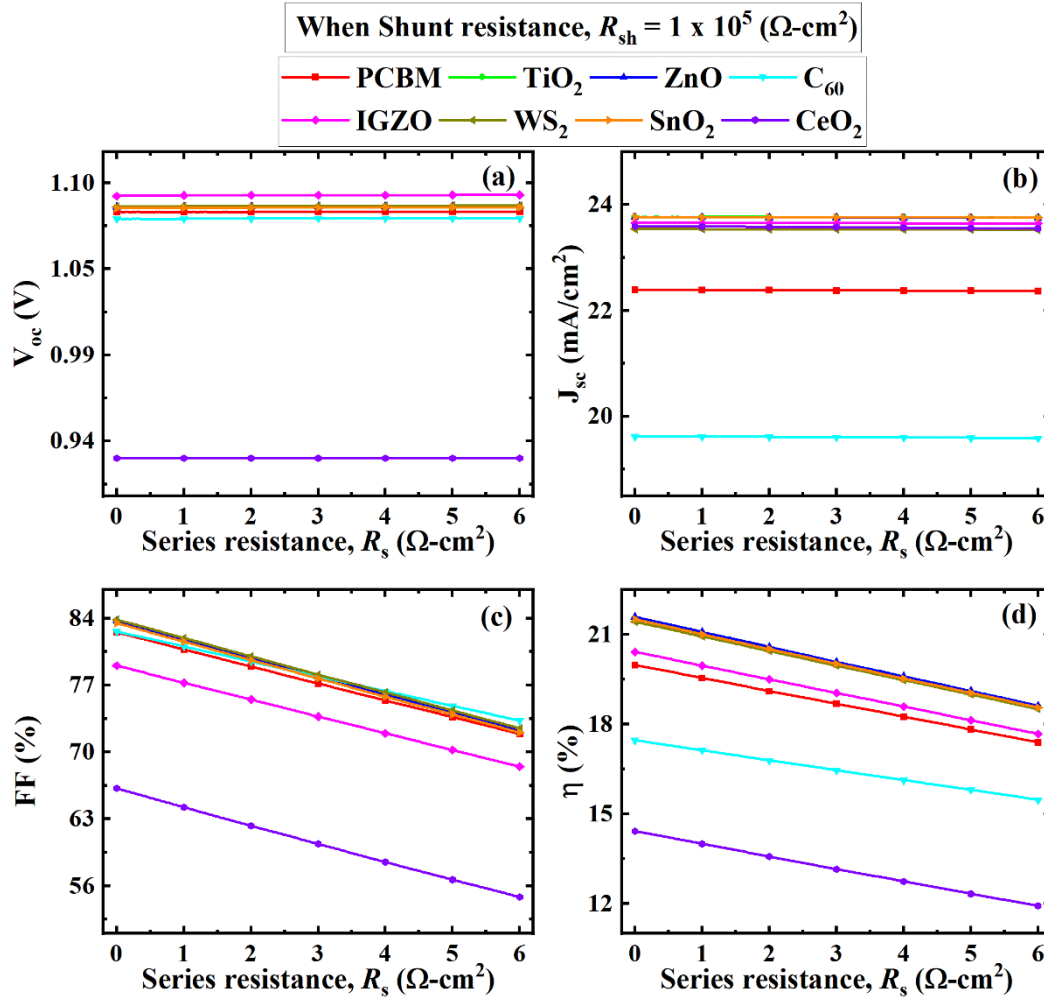 When Shunt resistance, Rsh = 1 x 10⁵ (Ω-cm²)
PCBM TiO₂ ZnO C₆₀
IGZO WS₂ SnO₂ CeO₂
(a)
1.10
1.05
0.99
0.94
Voc (V)
0 1 2 3 4 5 6
Series resistance, Rs (Ω-cm²)
(b)
24
22
20
Jsc (mA/cm²)
0 1 2 3 4 5 6
Series resistance, Rs (Ω-cm²)
(c)
84
77
70
63
56
FF (%)
0 1 2 3 4 5 6
Series resistance, Rs (Ω-cm²)
(d)
21
18
15
12
η (%)
0 1 2 3 4 5 6
Series resistance, Rs (Ω-cm²)